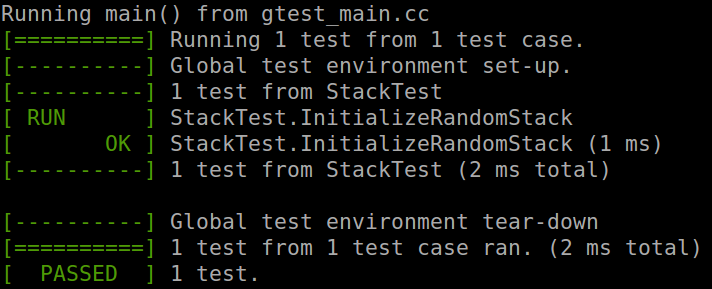 Running main() from gtest_main.cc
[==========] Running 1 test from 1 test case.
[----------] Global test environment set-up.
[----------] 1 test from StackTest
[ RUN      ] StackTest.InitializeRandomStack
[       OK ] StackTest.InitializeRandomStack (1 ms)
[----------] 1 test from StackTest (2 ms total)

[----------] Global test environment tear-down
[==========] 1 test from 1 test case ran. (2 ms total)
[  PASSED  ] 1 test.